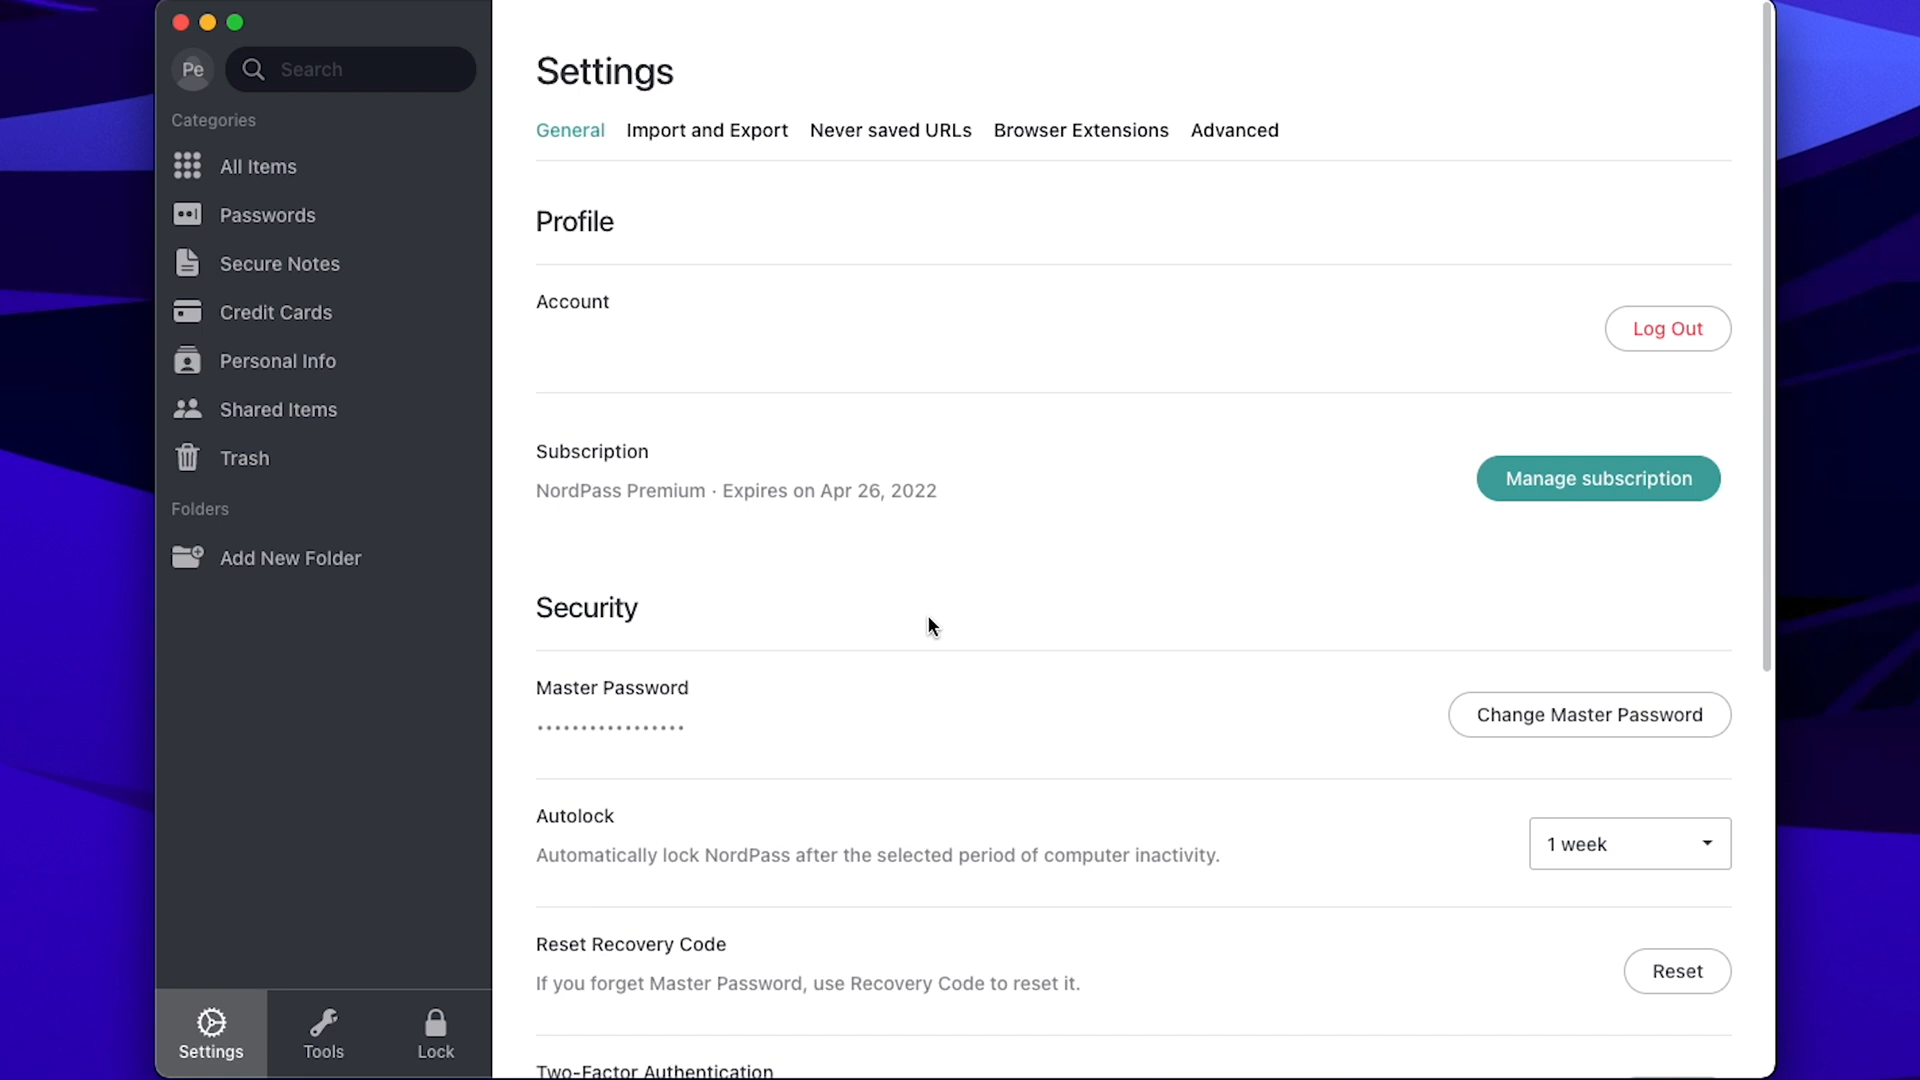 Pe
Search
Categories
All Items
Passwords
Secure Notes
Credit Cards
Personal Info
Shared Items
Trash
Folders
Add New Folder
Settings
Tools
Lock
Settings
General Import and Export Never saved URLs Browser Extensions Advanced
Profile
Account
Log Out
Subscription
NordPass Premium · Expires on Apr 26, 2022
Manage subscription
Security
Master Password
•••••••••••••••••
Change Master Password
Autolock
Automatically lock NordPass after the selected period of computer inactivity.
1 week
Reset Recovery Code
If you forget Master Password, use Recovery Code to reset it.
Reset
Two-Factor Authentication